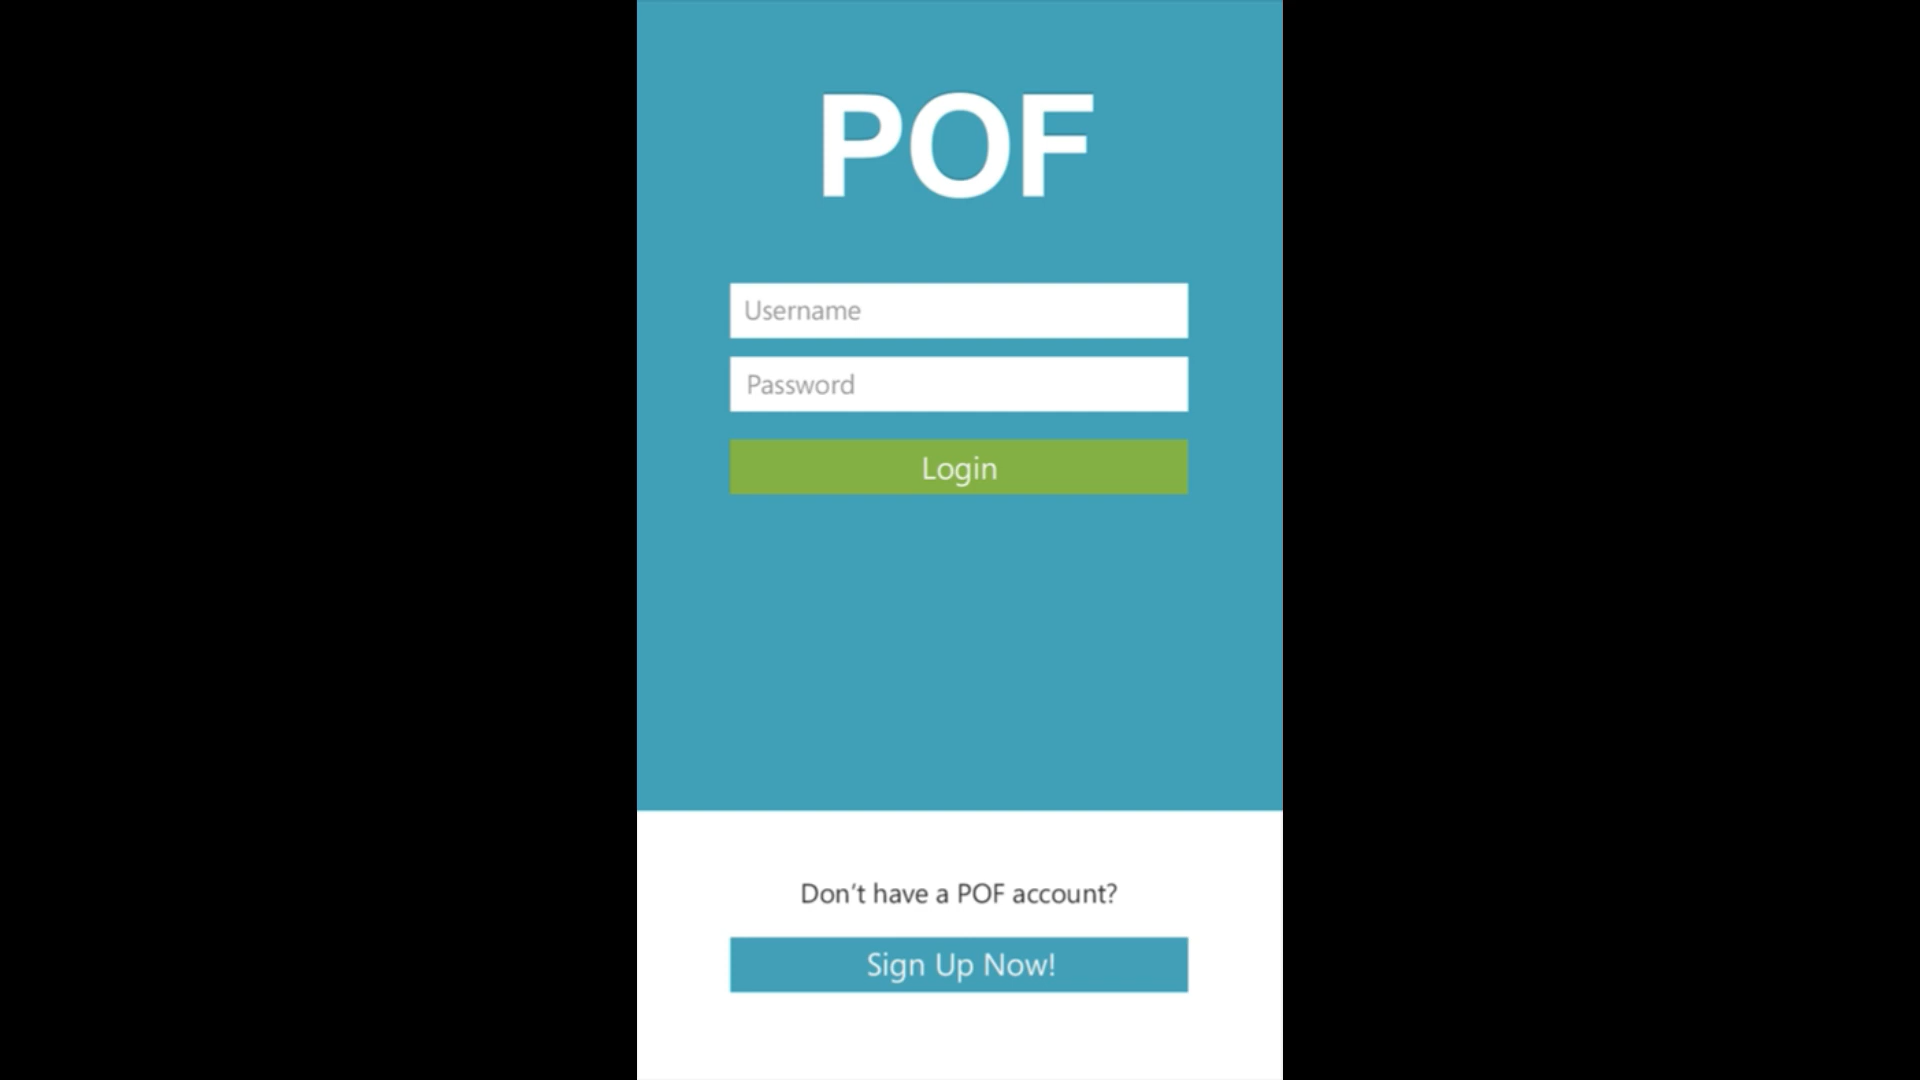 POF
Username
Password
Login
Don't have a POF account?
Sign Up Now!